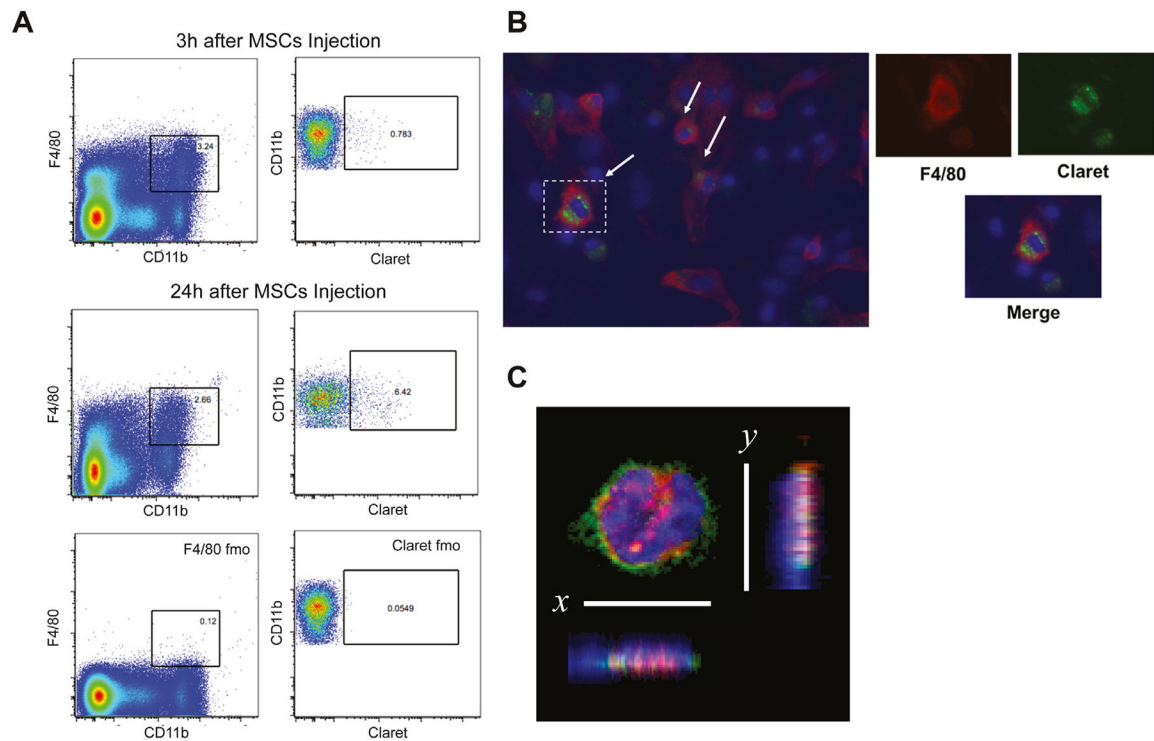 A
3h after MSCs Injection
F4/80
3.24
CD11b
CD11b
0.783
Claret
24h after MSCs Injection
F4/80
2.66
CD11b
CD11b
6.42
Claret
F4/80 fmo
F4/80
0.12
CD11b
Claret fmo
CD11b
0.0549
Claret
B
F4/80
Claret
Merge
C
y
x